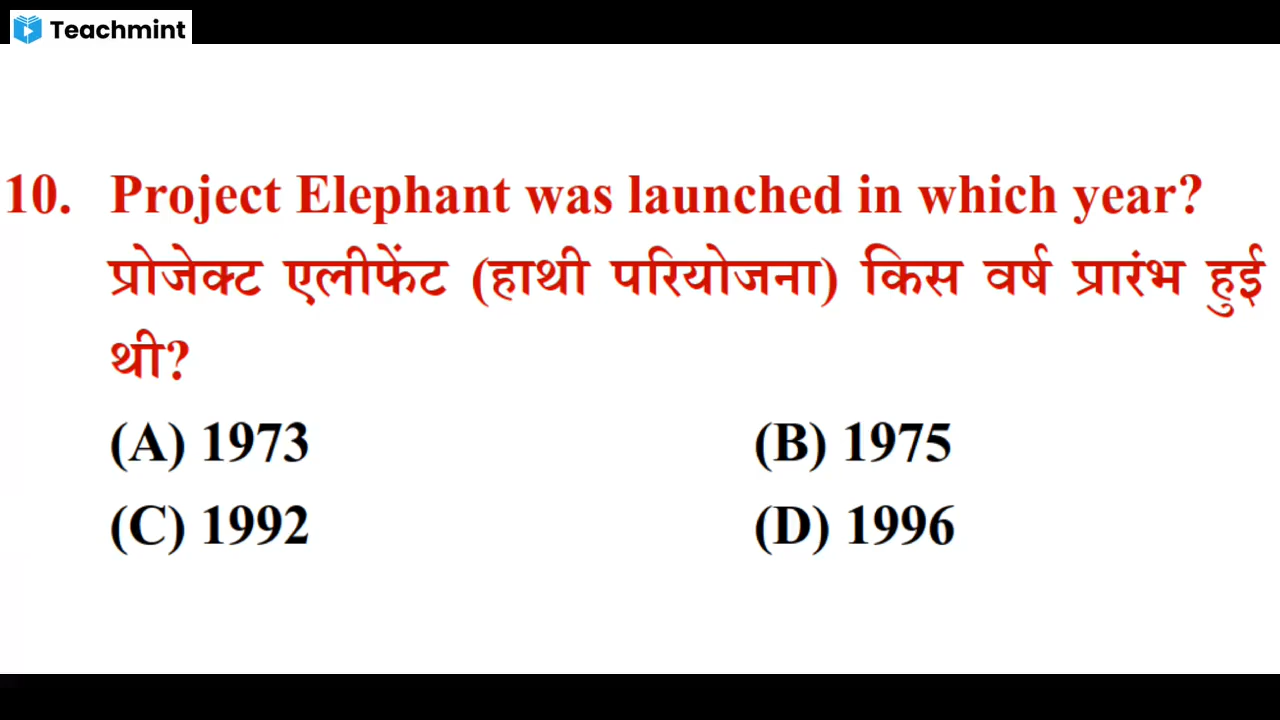 Teachmint
10. Project Elephant was launched in which year?
प्रोजेक्ट एलीफेंट (हाथी परियोजना) किस वर्ष प्रारंभ हुई
थी?
(A) 1973 (B) 1975
(C) 1992 (D) 1996